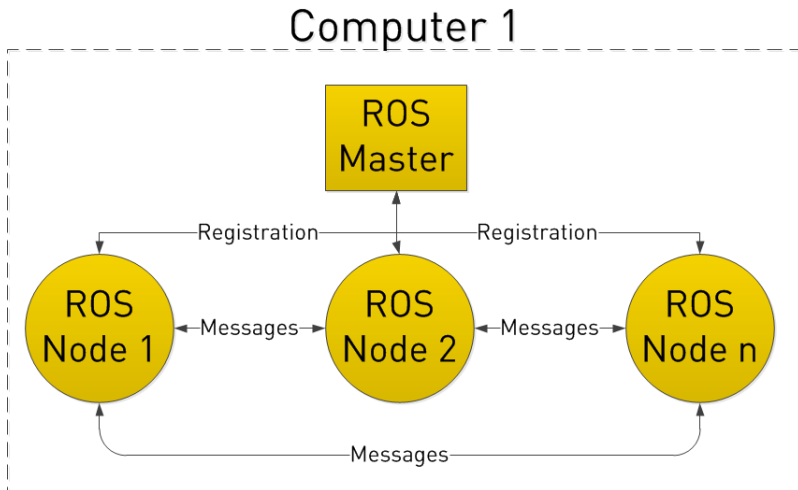 Computer 1
ROS
Master
Registration
Registration
ROS
Node 1
Messages
ROS
Node 2
Messages
ROS
Node n
Messages